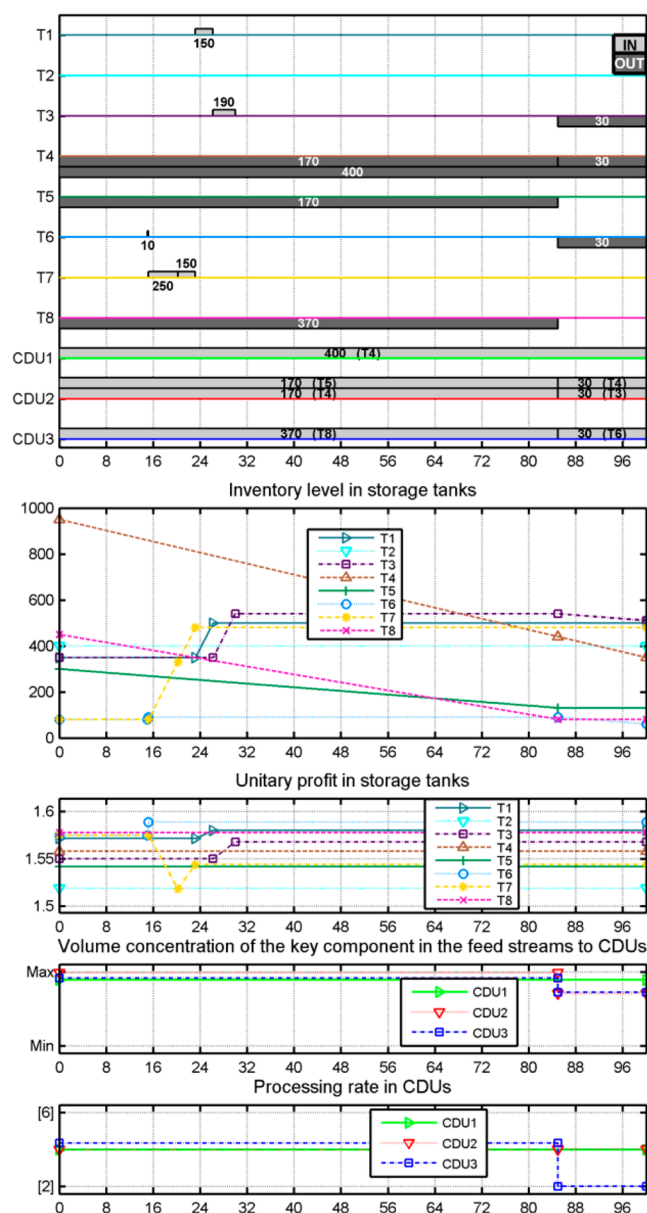 T1
150
IN
OUT
T2
190
T3
30
T4
170
30
400
T5
170
T6
10
30
150
T7
250
T8
370
CDU1
400 (T4)
170 (T5)
30 (T4)
CDU2
170 (T4)
30 (T3)
CDU3
370 (T8)
30 (T6)
0 8 16 24 32 40 48 56 64 72 80 88 96
Inventory level in storage tanks
1000
800
600
400
200
0
T1
T2
T3
T4
T5
T6
T7
T8
0 8 16 24 32 40 48 56 64 72 80 88 96
Unitary profit in storage tanks
1.6
1.55
1.5
T1
T2
T3
T4
T5
T6
T7
T8
0 8 16 24 32 40 48 56 64 72 80 88 96
Volume concentration of the key component in the feed streams to CDUs
Max
Min
CDU1
CDU2
CDU3
0 8 16 24 32 40 48 56 64 72 80 88 96
Processing rate in CDUs
[6]
[2]
CDU1
CDU2
CDU3
0 8 16 24 32 40 48 56 64 72 80 88 96